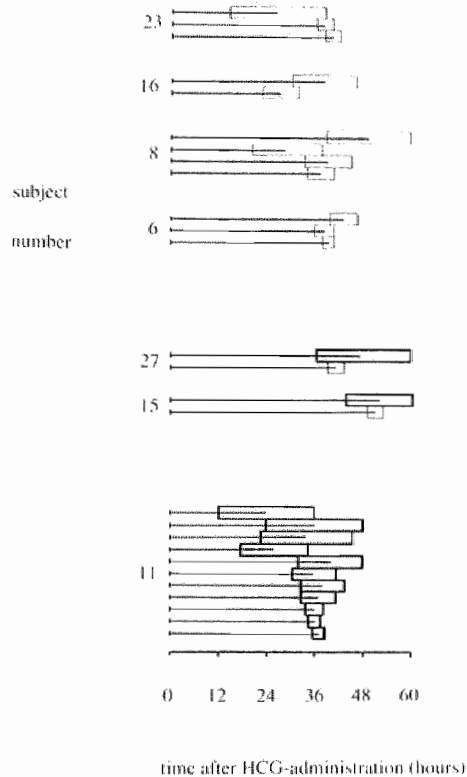 23
16
8
subject
6
number
27
15
11
0 12 24 36 48 60
time after HCG-administration (hours)